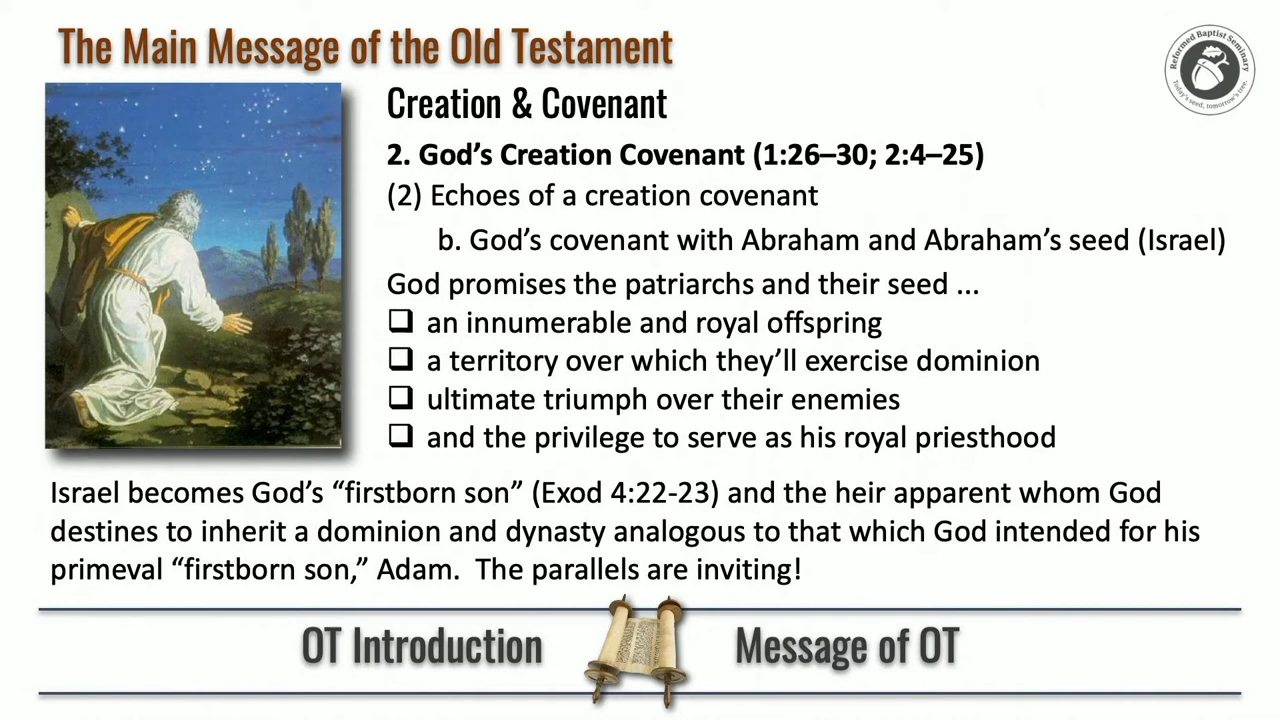 The Main Message of the Old Testament
Reformed Baptist Seminary
Today's seed, tomorrow's tree.
Creation & Covenant
2. God's Creation Covenant (1:26–30; 2:4–25)
(2) Echoes of a creation covenant
b. God's covenant with Abraham and Abraham's seed (Israel)
God promises the patriarchs and their seed ...
❑ an innumerable and royal offspring
❑ a territory over which they'll exercise dominion
❑ ultimate triumph over their enemies
❑ and the privilege to serve as his royal priesthood
Israel becomes God's “firstborn son” (Exod 4:22-23) and the heir apparent whom God
destines to inherit a dominion and dynasty analogous to that which God intended for his
primeval “firstborn son,” Adam.  The parallels are inviting!
OT Introduction
Message of OT